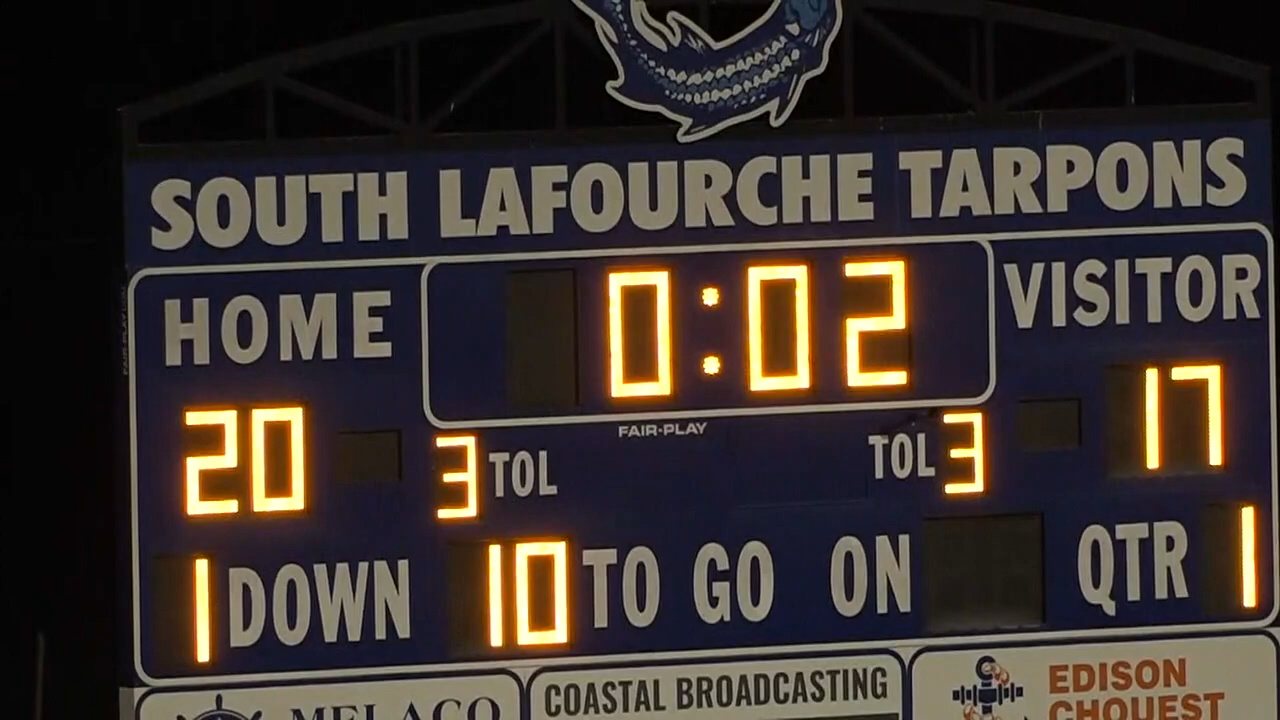 SOUTH LAFOURCHE TARPONS
HOME 0:02 VISITOR
FAIR-PLAY
20 3 TOL TOL 3 17
1 DOWN 10 TO GO ON QTR 1
MELACO
COASTAL BROADCASTING
EDISON
CHOUEST